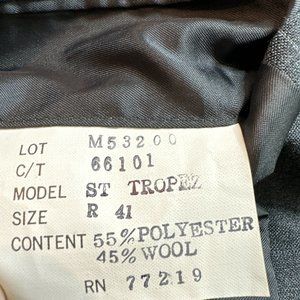 LOT M53200
C/T 66101
MODEL ST TROPEZ
SIZE R 41
CONTENT 55%POLYESTER
45%WOOL
RN 77219